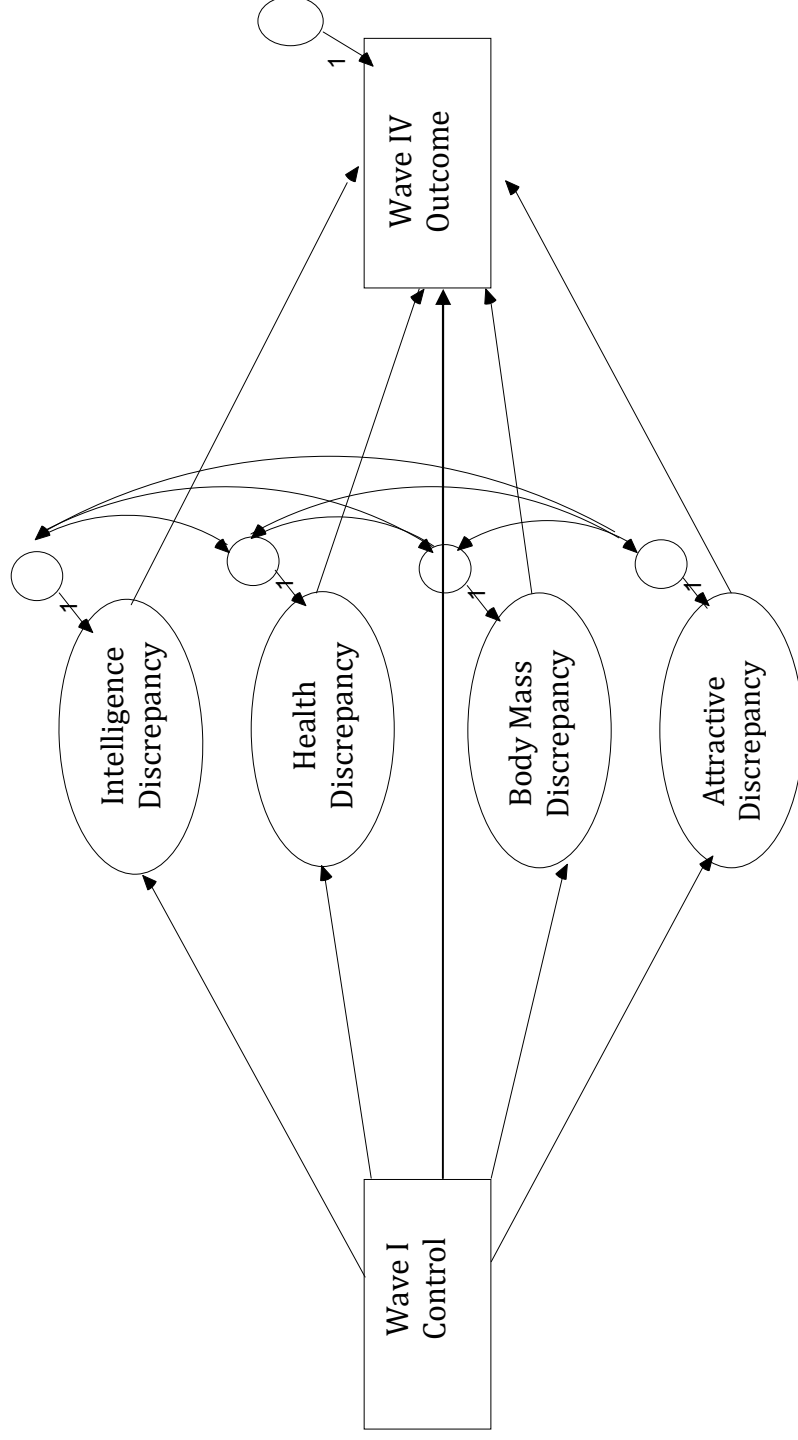 Wave I
Control
Intelligence
Discrepancy
1
Health
Discrepancy
1
Body Mass
Discrepancy
1
Attractive
Discrepancy
1
Wave IV
Outcome
1